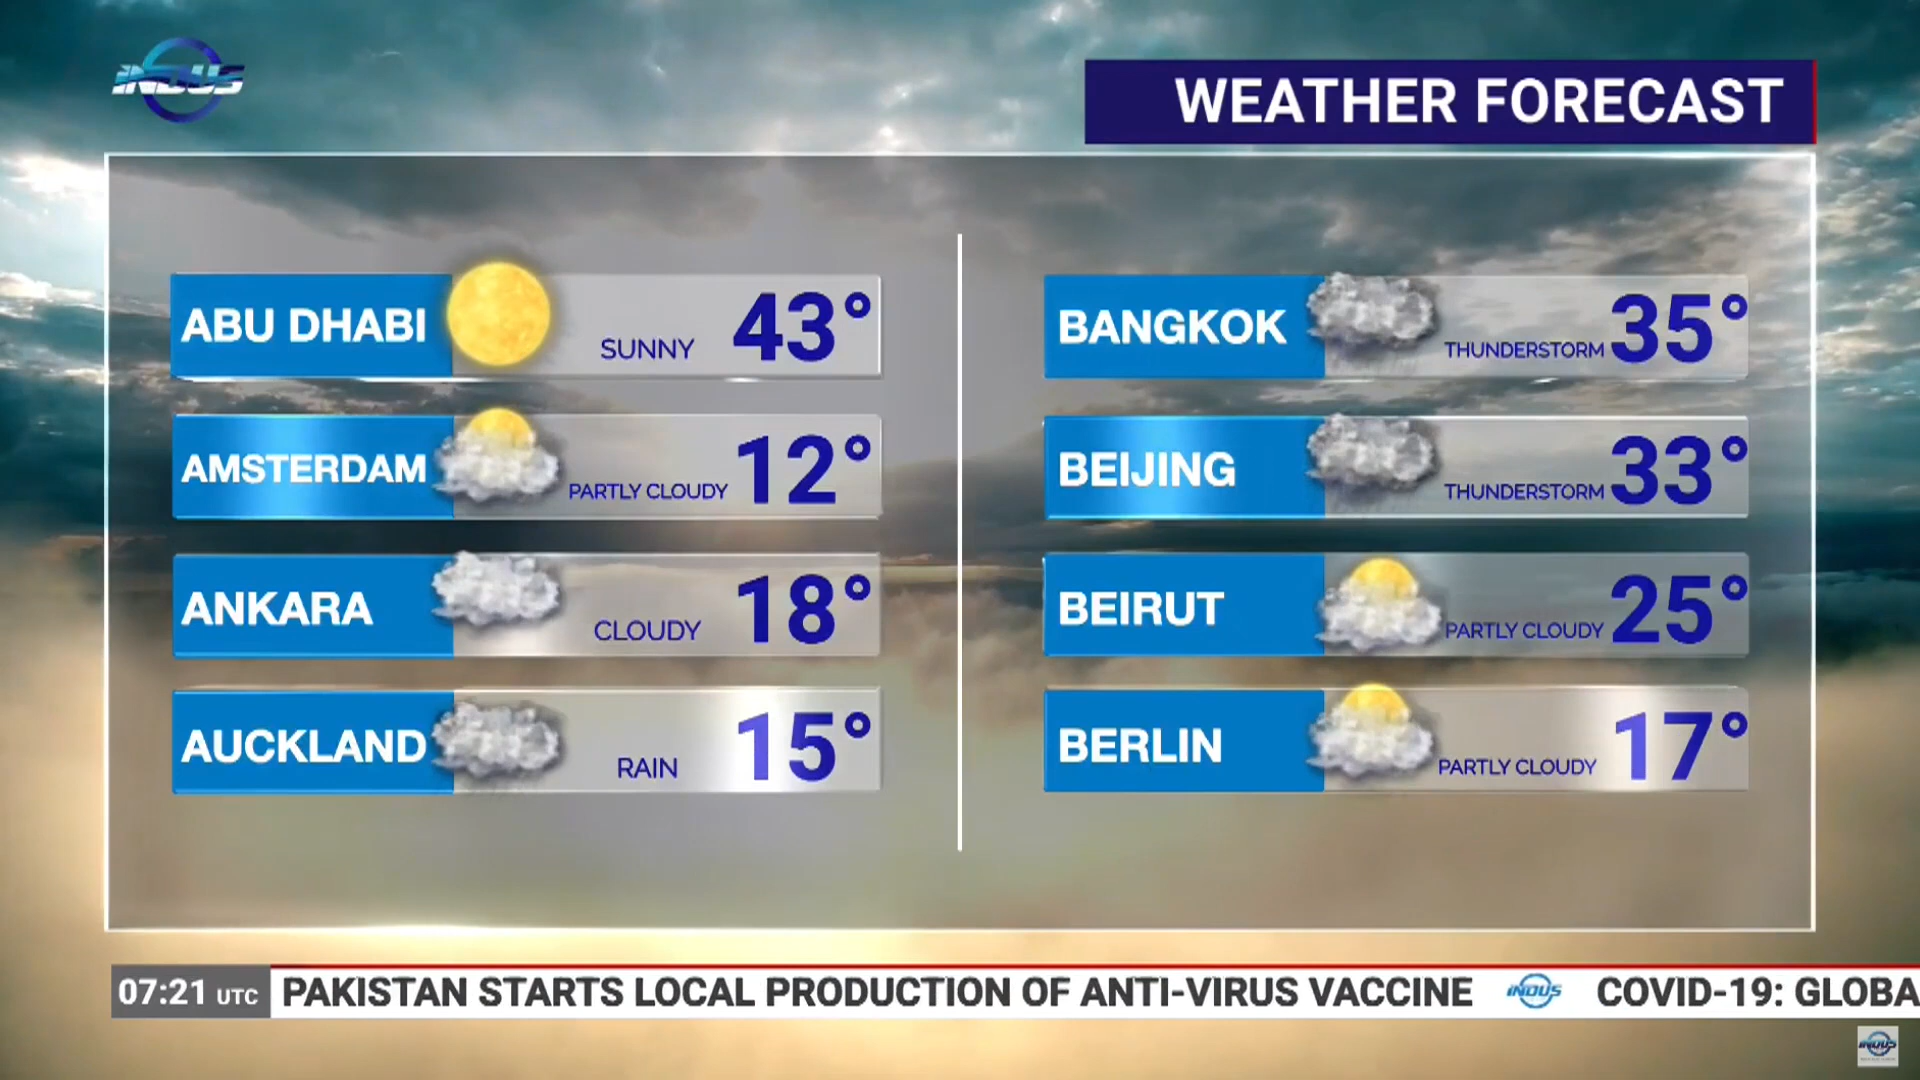 INDUS
WEATHER FORECAST
ABU DHABI SUNNY 43°
AMSTERDAM PARTLY CLOUDY 12°
ANKARA CLOUDY 18°
AUCKLAND RAIN 15°
BANGKOK THUNDERSTORM 35°
BEIJING THUNDERSTORM 33°
BEIRUT PARTLY CLOUDY 25°
BERLIN PARTLY CLOUDY 17°
07:21 UTC PAKISTAN STARTS LOCAL PRODUCTION OF ANTI-VIRUS VACCINE INDUS COVID-19: GLOBA
INDUS